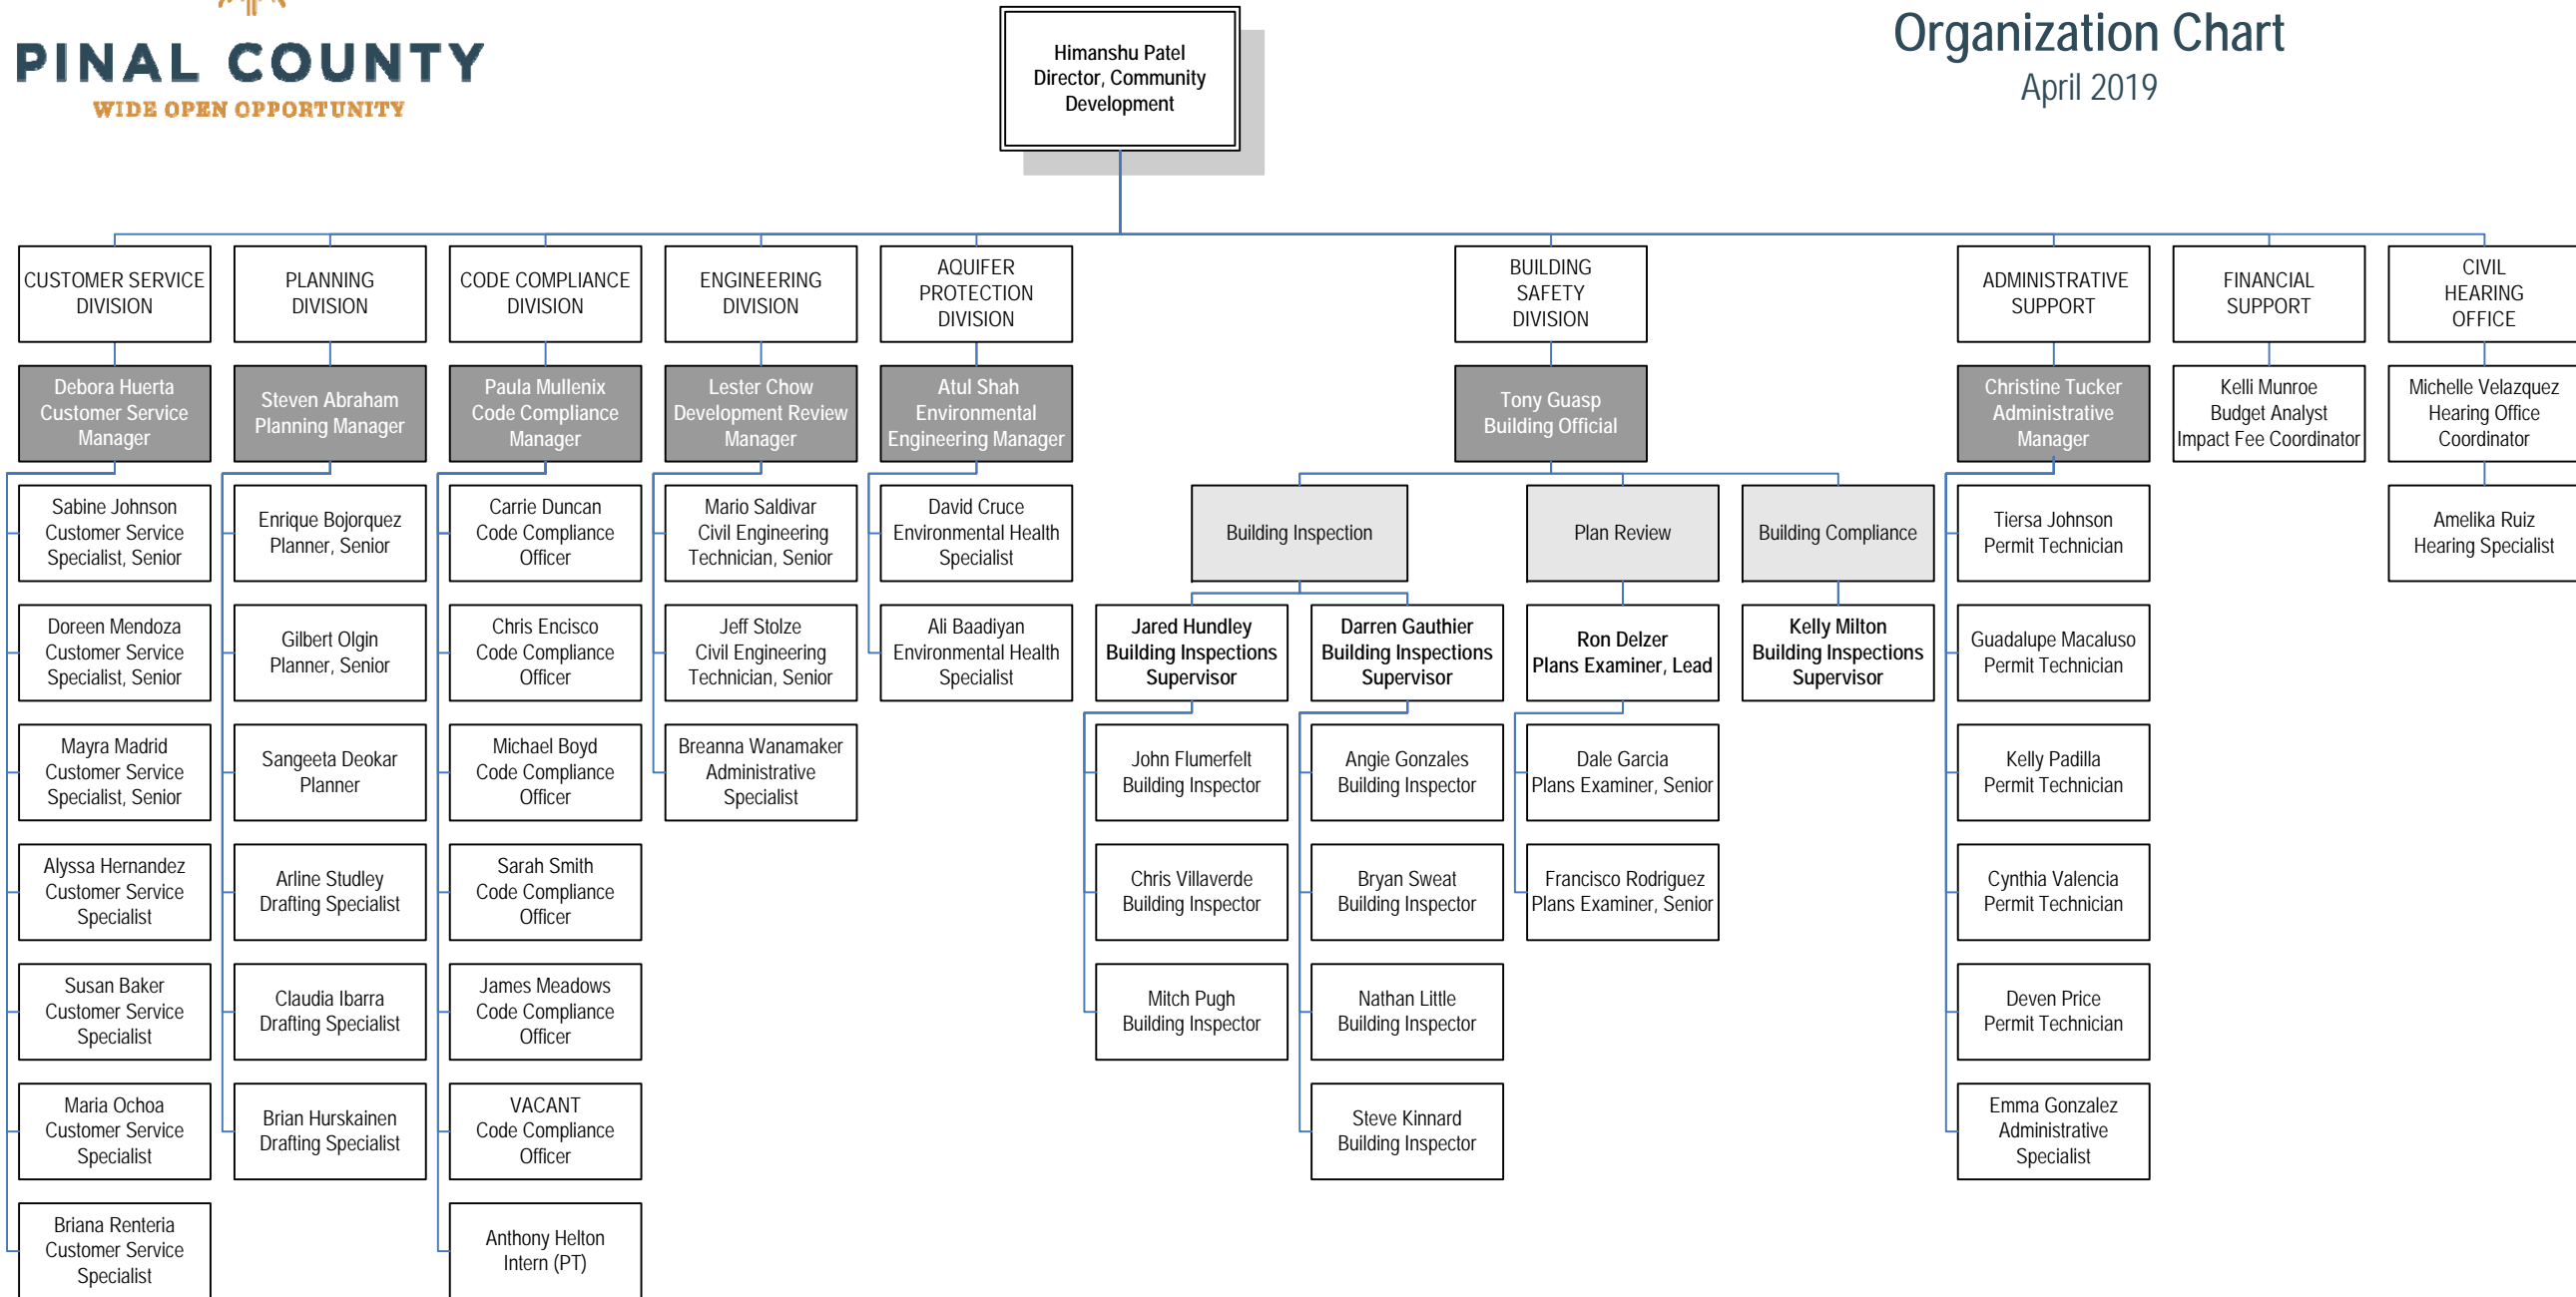 PINAL COUNTY
WIDE OPEN OPPORTUNITY
Himanshu Patel
Director, Community
Development
Organization Chart
April 2019
CUSTOMER SERVICE
DIVISION
PLANNING
DIVISION
CODE COMPLIANCE
DIVISION
ENGINEERING
DIVISION
AQUIFER
PROTECTION
DIVISION
BUILDING
SAFETY
DIVISION
ADMINISTRATIVE
SUPPORT
FINANCIAL
SUPPORT
CIVIL
HEARING
OFFICE
Debora Huerta
Customer Service
Manager
Steven Abraham
Planning Manager
Paula Mullenix
Code Compliance
Manager
Lester Chow
Development Review
Manager
Atul Shah
Environmental
Engineering Manager
Tony Guasp
Building Official
Christine Tucker
Administrative
Manager
Kelli Munroe
Budget Analyst
Impact Fee Coordinator
Michelle Velazquez
Hearing Office
Coordinator
Sabine Johnson
Customer Service
Specialist, Senior
Enrique Bojorquez
Planner, Senior
Carrie Duncan
Code Compliance
Officer
Mario Saldivar
Civil Engineering
Technician, Senior
David Cruce
Environmental Health
Specialist
Building Inspection
Plan Review
Building Compliance
Tiersa Johnson
Permit Technician
Amelika Ruiz
Hearing Specialist
Doreen Mendoza
Customer Service
Specialist, Senior
Gilbert Olgin
Planner, Senior
Chris Encisco
Code Compliance
Officer
Jeff Stolze
Civil Engineering
Technician, Senior
Ali Baadiyan
Environmental Health
Specialist
Jared Hundley
Building Inspections
Supervisor
Darren Gauthier
Building Inspections
Supervisor
Ron Delzer
Plans Examiner, Lead
Kelly Milton
Building Inspections
Supervisor
Guadalupe Macaluso
Permit Technician
Mayra Madrid
Customer Service
Specialist, Senior
Sangeeta Deokar
Planner
Michael Boyd
Code Compliance
Officer
Breanna Wanamaker
Administrative
Specialist
John Flumerfelt
Building Inspector
Angie Gonzales
Building Inspector
Dale Garcia
Plans Examiner, Senior
Kelly Padilla
Permit Technician
Alyssa Hernandez
Customer Service
Specialist
Arline Studley
Drafting Specialist
Sarah Smith
Code Compliance
Officer
Chris Villaverde
Building Inspector
Bryan Sweat
Building Inspector
Francisco Rodriguez
Plans Examiner, Senior
Cynthia Valencia
Permit Technician
Susan Baker
Customer Service
Specialist
Claudia Ibarra
Drafting Specialist
James Meadows
Code Compliance
Officer
Mitch Pugh
Building Inspector
Nathan Little
Building Inspector
Deven Price
Permit Technician
Maria Ochoa
Customer Service
Specialist
Brian Hurskainen
Drafting Specialist
VACANT
Code Compliance
Officer
Steve Kinnard
Building Inspector
Emma Gonzalez
Administrative
Specialist
Briana Renteria
Customer Service
Specialist
Anthony Helton
Intern (PT)